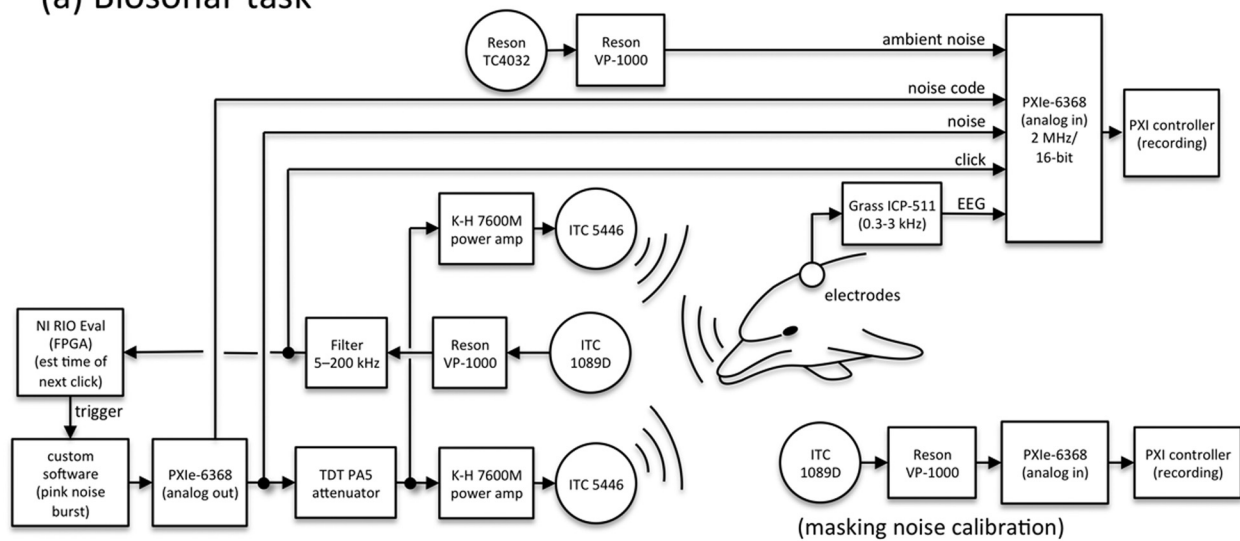 (a) Biosonar task
Reson
TC4032
Reson
VP-1000
ambient noise
noise code
noise
click
PXIe-6368
(analog in)
2 MHz/
16-bit
PXI controller
(recording)
Grass ICP-511
(0.3-3 kHz)
EEG
K-H 7600M
power amp
ITC 5446
electrodes
NI RIO Eval
(FPGA)
(est time of
next click)
Filter
5–200 kHz
Reson
VP-1000
ITC
1089D
trigger
custom
software
(pink noise
burst)
PXIe-6368
(analog out)
TDT PA5
attenuator
K-H 7600M
power amp
ITC 5446
ITC
1089D
Reson
VP-1000
PXIe-6368
(analog in)
PXI controller
(recording)
(masking noise calibration)